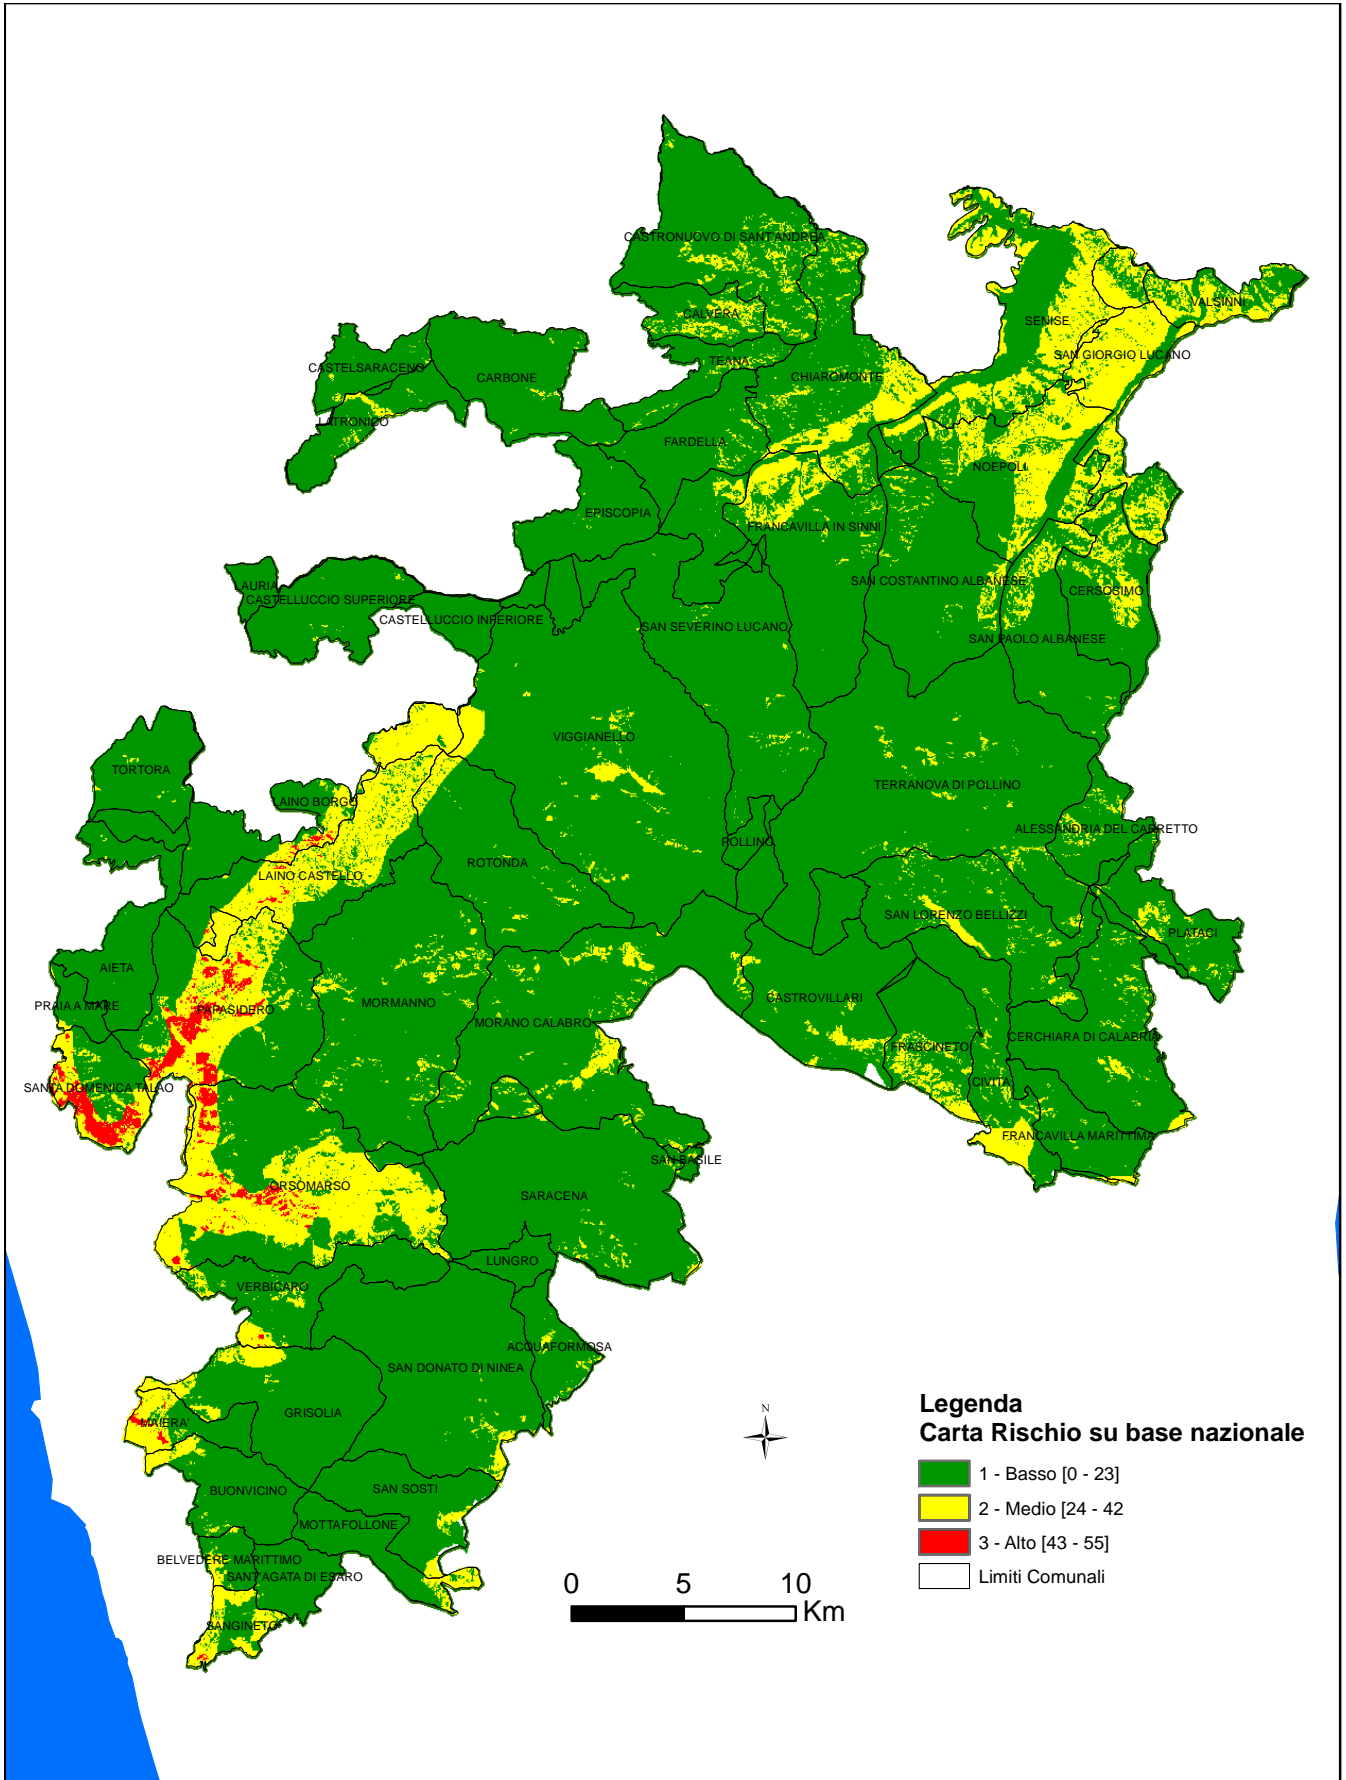 CASTRONUOVO DI SANT'ANDREA
VALSINNI
CALVERA
SENISE
SAN GIORGIO LUCANO
TEANA
CASTELSARACENO
CARBONE
CHIAROMONTE
LATRONICO
FARDELLA
NOEPOLI
EPISCOPIA
FRANCAVILLA IN SINNI
LAURIA
SAN COSTANTINO ALBANESE
CERSOSIMO
CASTELLUCCIO SUPERIORE
CASTELLUCCIO INFERIORE
SAN SEVERINO LUCANO
SAN PAOLO ALBANESE
VIGGIANELLO
TORTORA
TERRANOVA DI POLLINO
LAINO BORGO
ALESSANDRIA DEL CARRETTO
POLLINO
ROTONDA
LAINO CASTELLO
SAN LORENZO BELLIZZI
PLATACI
AIETA
PRAIA A MARE
PAPASIDERO
MORMANNO
CASTROVILLARI
MORANO CALABRO
CERCHIARA DI CALABRIA
FRASCINETO
CIVITA
SANTA DOMENICA TALAO
FRANCAVILLA MARITTIMA
SAN BASILE
ORSOMARSO
SARACENA
LUNGRO
VERBICARO
ACQUAFORMOSA
SAN DONATO DI NINEA
GRISOLIA
MAIERA'
BUONVICINO
SAN SOSTI
MOTTAFOLLONE
BELVEDERE MARITTIMO
SANT'AGATA DI ESARO
SANGINETO
N
0 5 10
Km
Legenda
Carta Rischio su base nazionale
1 - Basso [0 - 23]
2 - Medio [24 - 42
3 - Alto [43 - 55]
Limiti Comunali